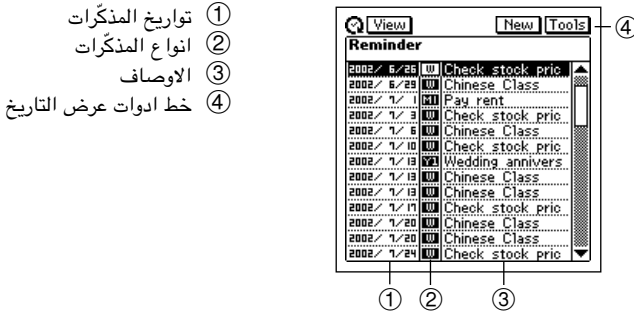 ① تواريخ المذكّرات
② انواع المذكّرات
③ الاوصاف
④ خط ادوات عرض التاريخ
View New Tools ④
Reminder
2002/ 6/26 W Check stock pric
2002/ 6/29 W Chinese Class
2002/ 7/ 1 M1 Pay rent
2002/ 7/ 3 W Check stock pric
2002/ 7/ 6 W Chinese Class
2002/ 7/10 W Check stock pric
2002/ 7/13 Y1 Wedding annivers
2002/ 7/13 W Chinese Class
2002/ 7/13 W Chinese Class
2002/ 7/17 W Check stock pric
2002/ 7/20 W Chinese Class
2002/ 7/20 W Chinese Class
2002/ 7/24 W Check stock pric
① ② ③